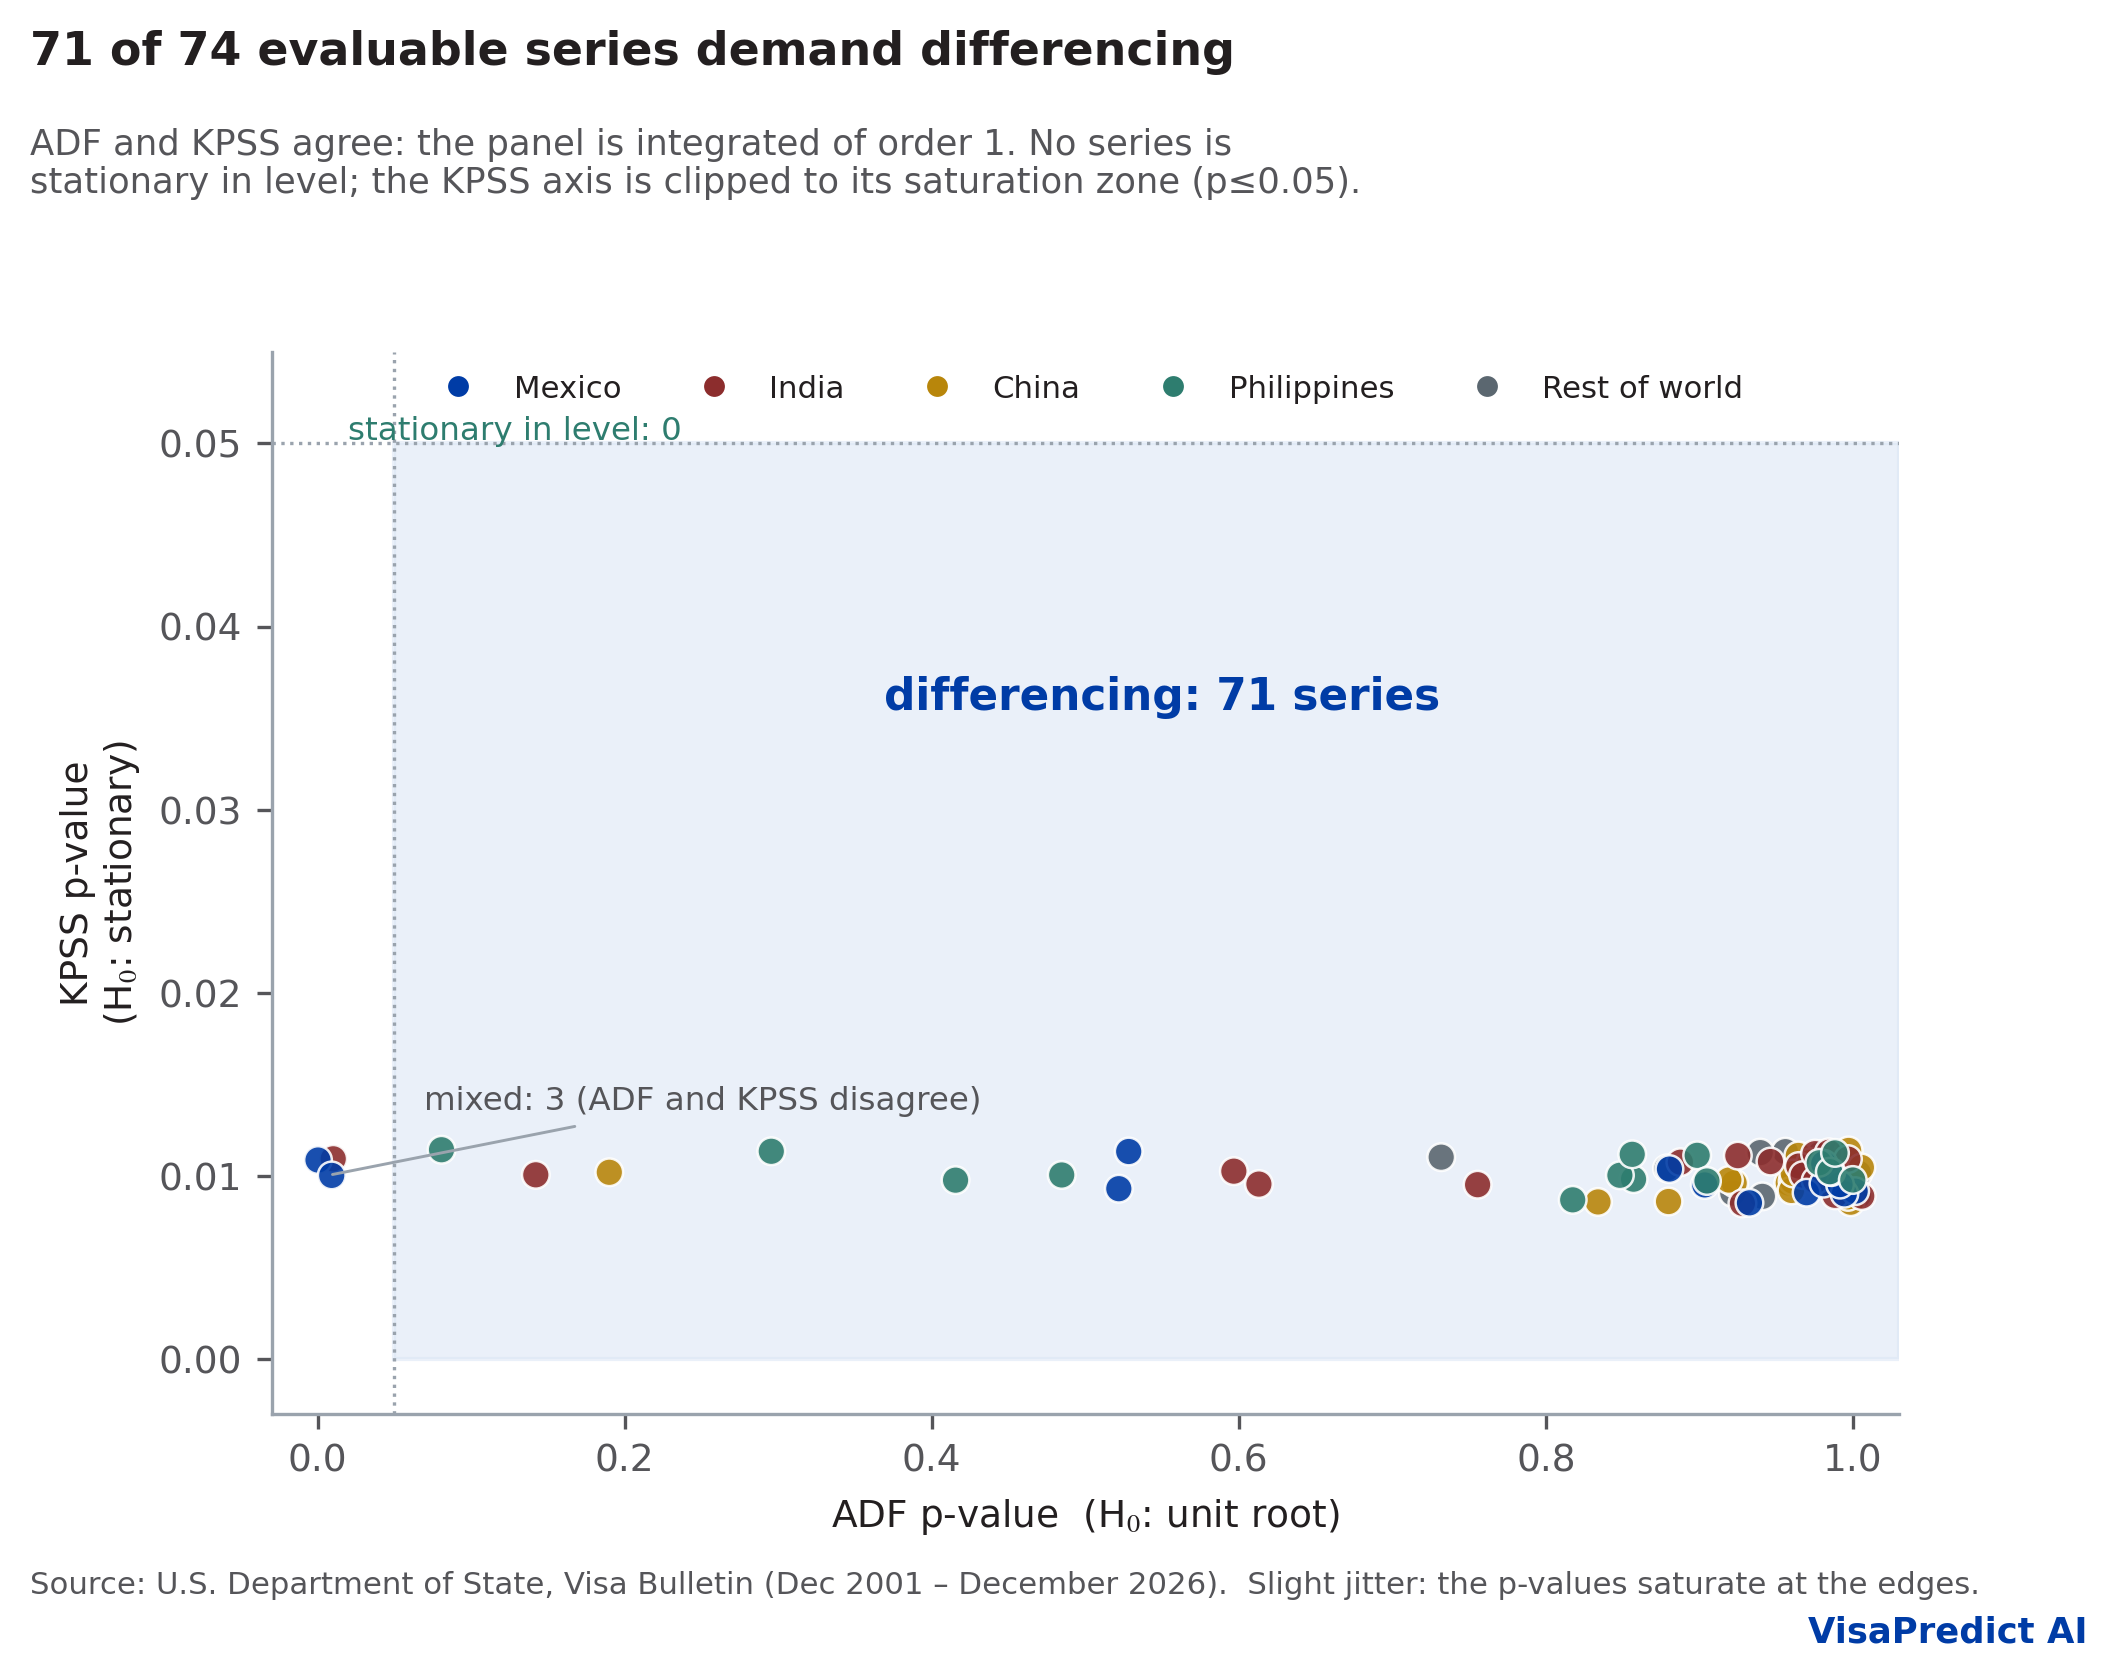 71 of 74 evaluable series demand differencing
ADF and KPSS agree: the panel is integrated of order 1. No series is
stationary in level; the KPSS axis is clipped to its saturation zone (p≤0.05).
Mexico
India
China
Philippines
Rest of world
stationary in level: 0
0.05
0.04
0.03
0.02
0.01
0.00
KPSS p-value
(H₀: stationary)
differencing: 71 series
mixed: 3 (ADF and KPSS disagree)
0.0
0.2
0.4
0.6
0.8
1.0
ADF p-value  (H₀: unit root)
Source: U.S. Department of State, Visa Bulletin (Dec 2001 – December 2026).  Slight jitter: the p-values saturate at the edges.
VisaPredict AI